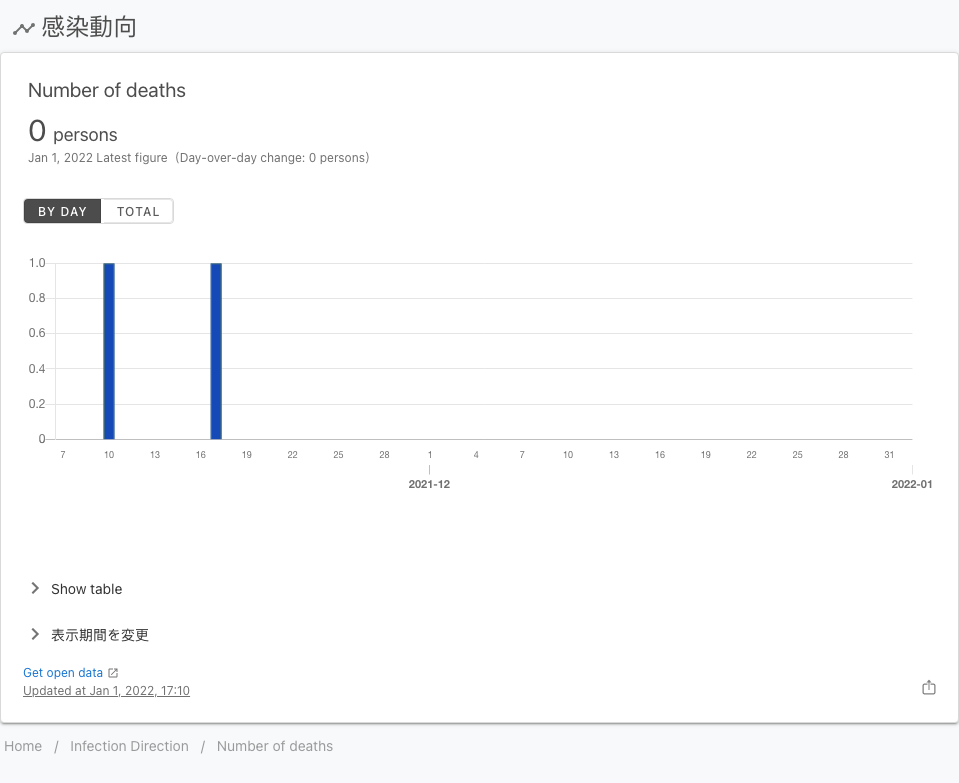 感染動向
Number of deaths
0 persons
Jan 1, 2022 Latest figure (Day-over-day change: 0 persons)
BY DAY TOTAL
1.0
0.8
0.6
0.4
0.2
0
7 10 13 16 19 22 25 28 1 4 7 10 13 16 19 22 25 28 31
2021-12 2022-01
Show table
表示期間を変更
Get open data
Updated at Jan 1, 2022, 17:10
Home / Infection Direction / Number of deaths